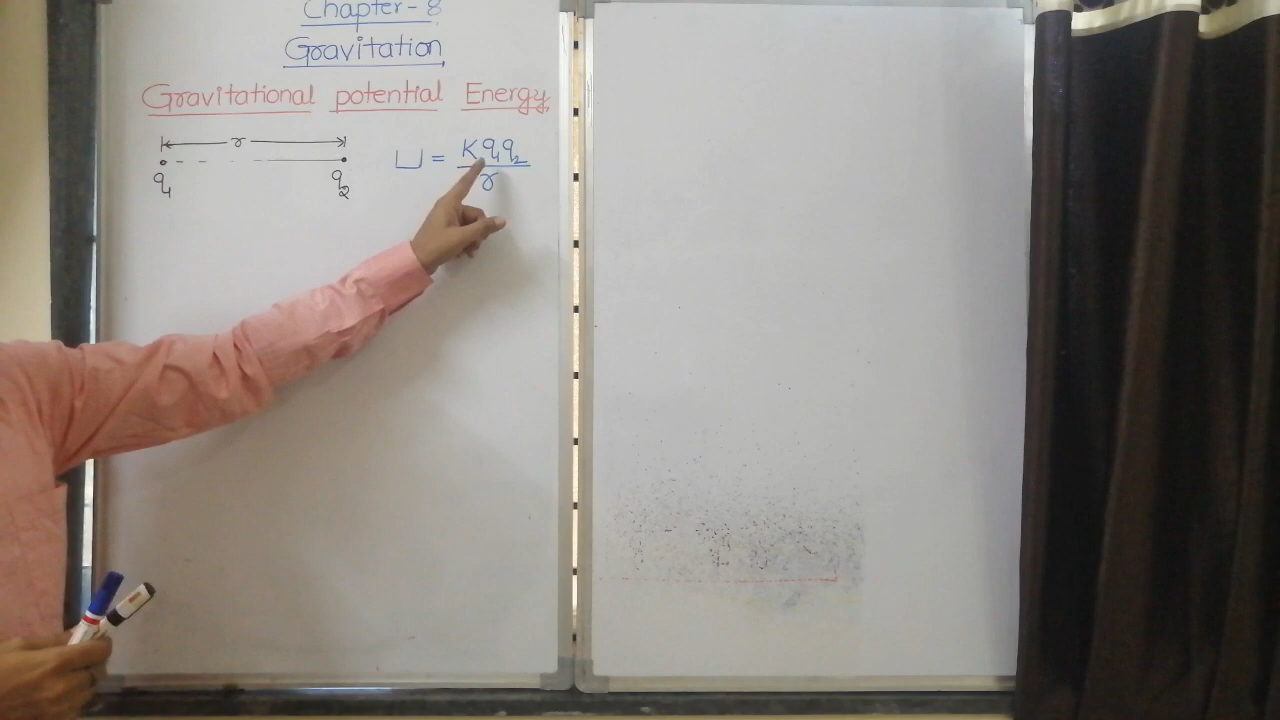 Chapter - 8
Gravitation
Gravitational potential Energy
r
q1 q2
U = Kq1q2
r